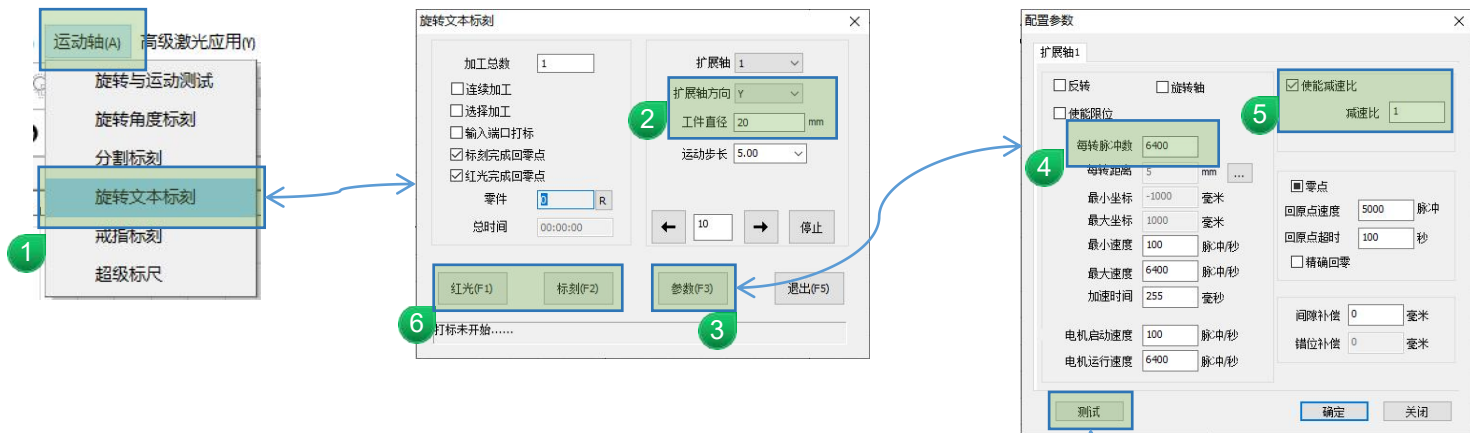 运动轴(A) 高级激光应用(Y)
旋转与运动测试
旋转角度标刻
分割标刻
旋转文本标刻
戒指标刻
超级标尺
1
旋转文本标刻
加工总数 1
连续加工
选择加工
输入端口打标
标刻完成回零点
红光完成回零点
零件 0 R
总时间 00:00:00
扩展轴 1
扩展轴方向 Y
工件直径 20 mm
2
运动步长 5.00
10 停止
红光(F1) 标刻(F2) 参数(F3) 退出(F5)
6
3
打标未开始......
配置参数
扩展轴1
反转 旋转轴
使能限位
每转脉冲数 6400
4
每转距离 5 mm ...
最小坐标 -1000 毫米
最大坐标 1000 毫米
最小速度 100 脉冲/秒
最大速度 6400 脉冲/秒
加速时间 255 毫秒
电机启动速度 100 脉冲/秒
电机运行速度 6400 脉冲/秒
使能减速比
5
减速比 1
零点
回原点速度 5000 脉冲
回原点超时 100 秒
精确回零
间隙补偿 0 毫米
错位补偿 0 毫米
测试 确定 关闭